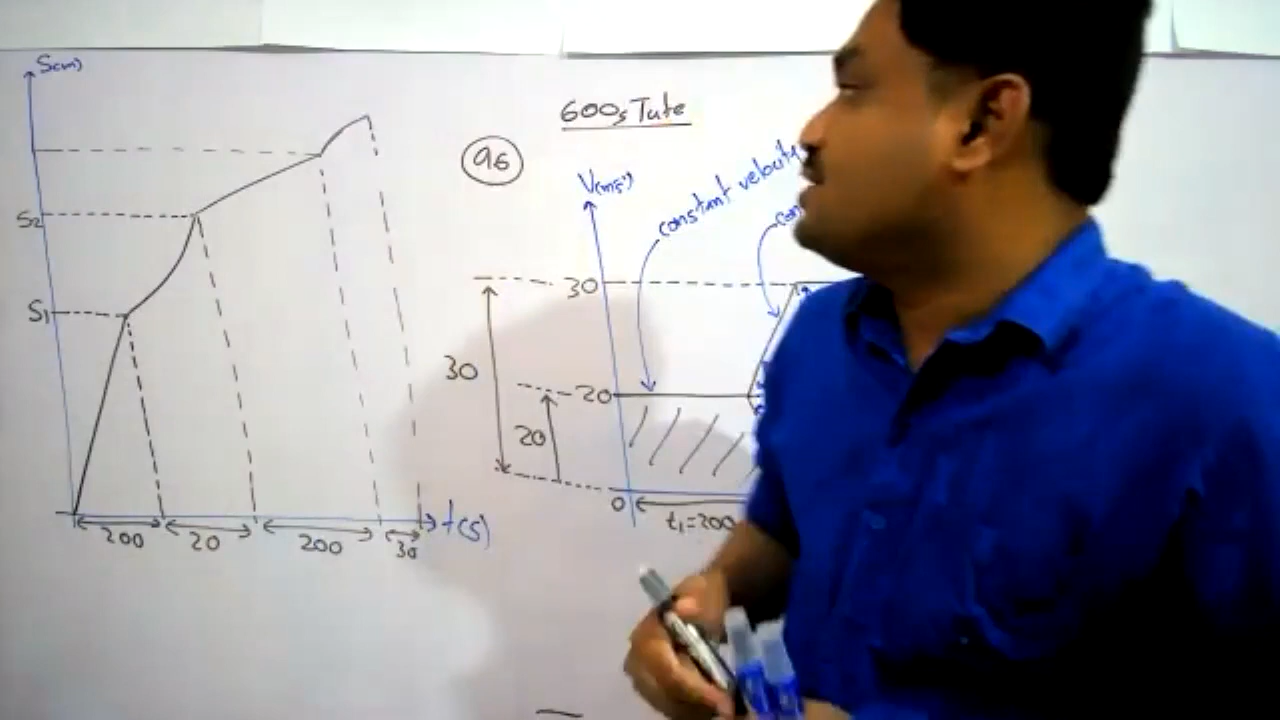 S(m)
S2
S1
200
20
200
30
t(s)
600s Tute
96
V(ms⁻¹)
constant velocity
30
20
30
20
0
t1=200